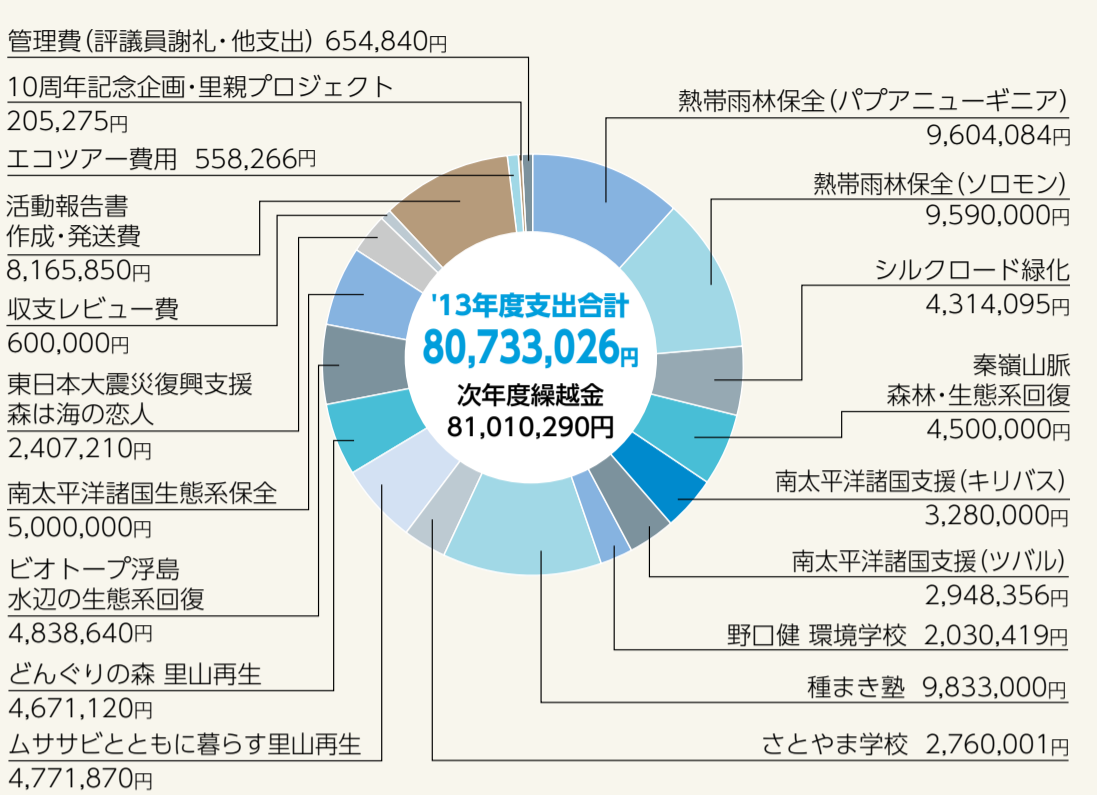 管理費(評議員謝礼・他支出) 654,840円
10周年記念企画・里親プロジェクト
205,275円
エコツアー費用 558,266円
活動報告書
作成・発送費
8,165,850円
収支レビュー費
600,000円
東日本大震災復興支援
森は海の恋人
2,407,210円
南太平洋諸国生態系保全
5,000,000円
ビオトープ浮島
水辺の生態系回復
4,838,640円
どんぐりの森 里山再生
4,671,120円
ムササビとともに暮らす里山再生
4,771,870円
'13年度支出合計
80,733,026円
次年度繰越金
81,010,290円
熱帯雨林保全(パプアニューギニア)
9,604,084円
熱帯雨林保全(ソロモン)
9,590,000円
シルクロード緑化
4,314,095円
秦嶺山脈
森林・生態系回復
4,500,000円
南太平洋諸国支援(キリバス)
3,280,000円
南太平洋諸国支援(ツバル)
2,948,356円
野口健 環境学校 2,030,419円
種まき塾 9,833,000円
さとやま学校 2,760,001円